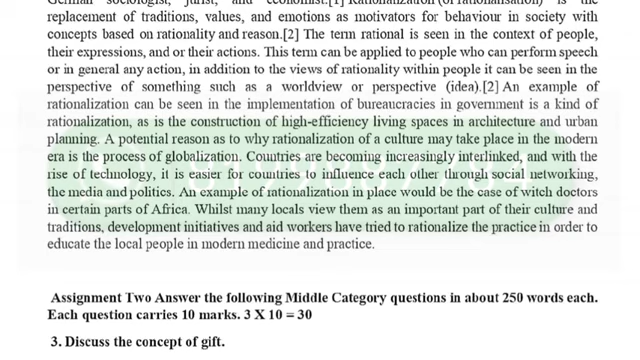 German sociologist, jurist, and economist.[1] Rationalization (or rationalisation) is the
replacement of traditions, values, and emotions as motivators for behaviour in society with
concepts based on rationality and reason.[2] The term rational is seen in the context of people,
their expressions, and or their actions. This term can be applied to people who can perform speech
or in general any action, in addition to the views of rationality within people it can be seen in the
perspective of something such as a worldview or perspective (idea).[2] An example of
rationalization can be seen in the implementation of bureaucracies in government is a kind of
rationalization, as is the construction of high-efficiency living spaces in architecture and urban
planning. A potential reason as to why rationalization of a culture may take place in the modern
era is the process of globalization. Countries are becoming increasingly interlinked, and with the
rise of technology, it is easier for countries to influence each other through social networking,
the media and politics. An example of rationalization in place would be the case of witch doctors
in certain parts of Africa. Whilst many locals view them as an important part of their culture and
traditions, development initiatives and aid workers have tried to rationalize the practice in order to
educate the local people in modern medicine and practice.
Assignment Two Answer the following Middle Category questions in about 250 words each.
Each question carries 10 marks. 3 X 10 = 30
3. Discuss the concept of gift.